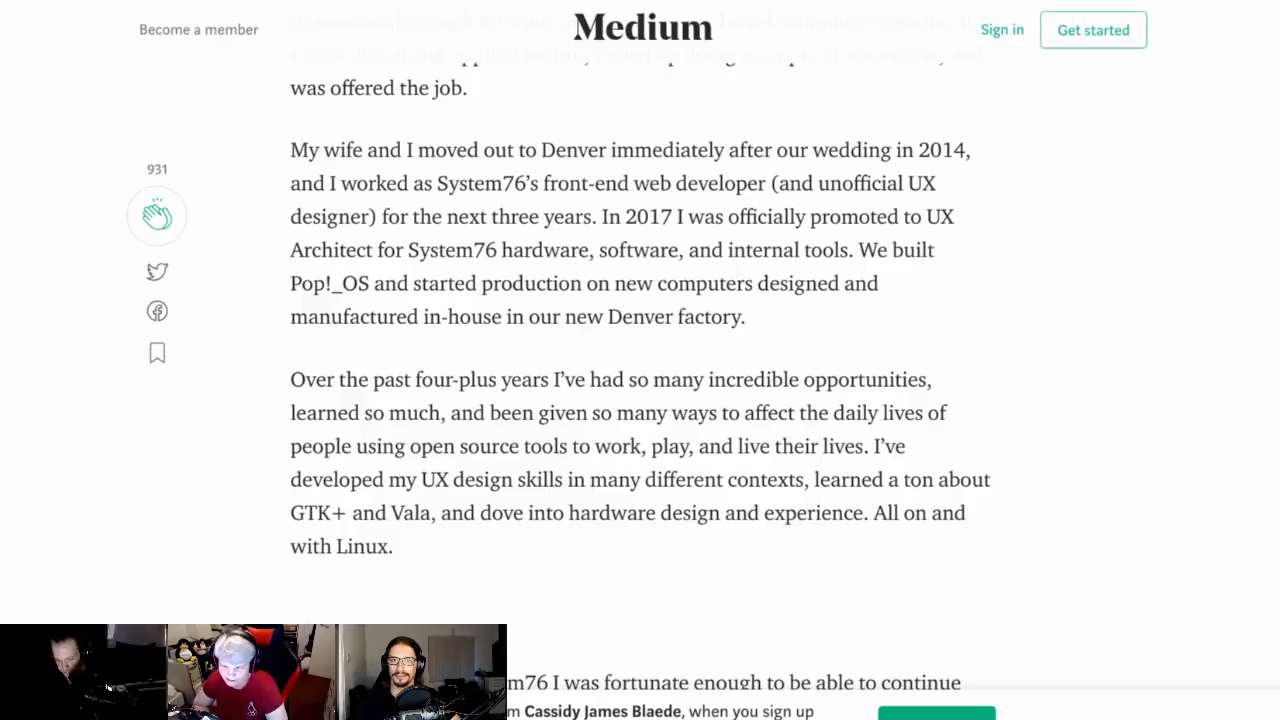 Become a member
Medium
Sign in
Get started
was offered the job.
931
My wife and I moved out to Denver immediately after our wedding in 2014,
and I worked as System76’s front-end web developer (and unofficial UX
designer) for the next three years. In 2017 I was officially promoted to UX
Architect for System76 hardware, software, and internal tools. We built
Pop!_OS and started production on new computers designed and
manufactured in-house in our new Denver factory.
Over the past four-plus years I’ve had so many incredible opportunities,
learned so much, and been given so many ways to affect the daily lives of
people using open source tools to work, play, and live their lives. I’ve
developed my UX design skills in many different contexts, learned a ton about
GTK+ and Vala, and dove into hardware design and experience. All on and
with Linux.
m76 I was fortunate enough to be able to continue
m Cassidy James Blaede, when you sign up